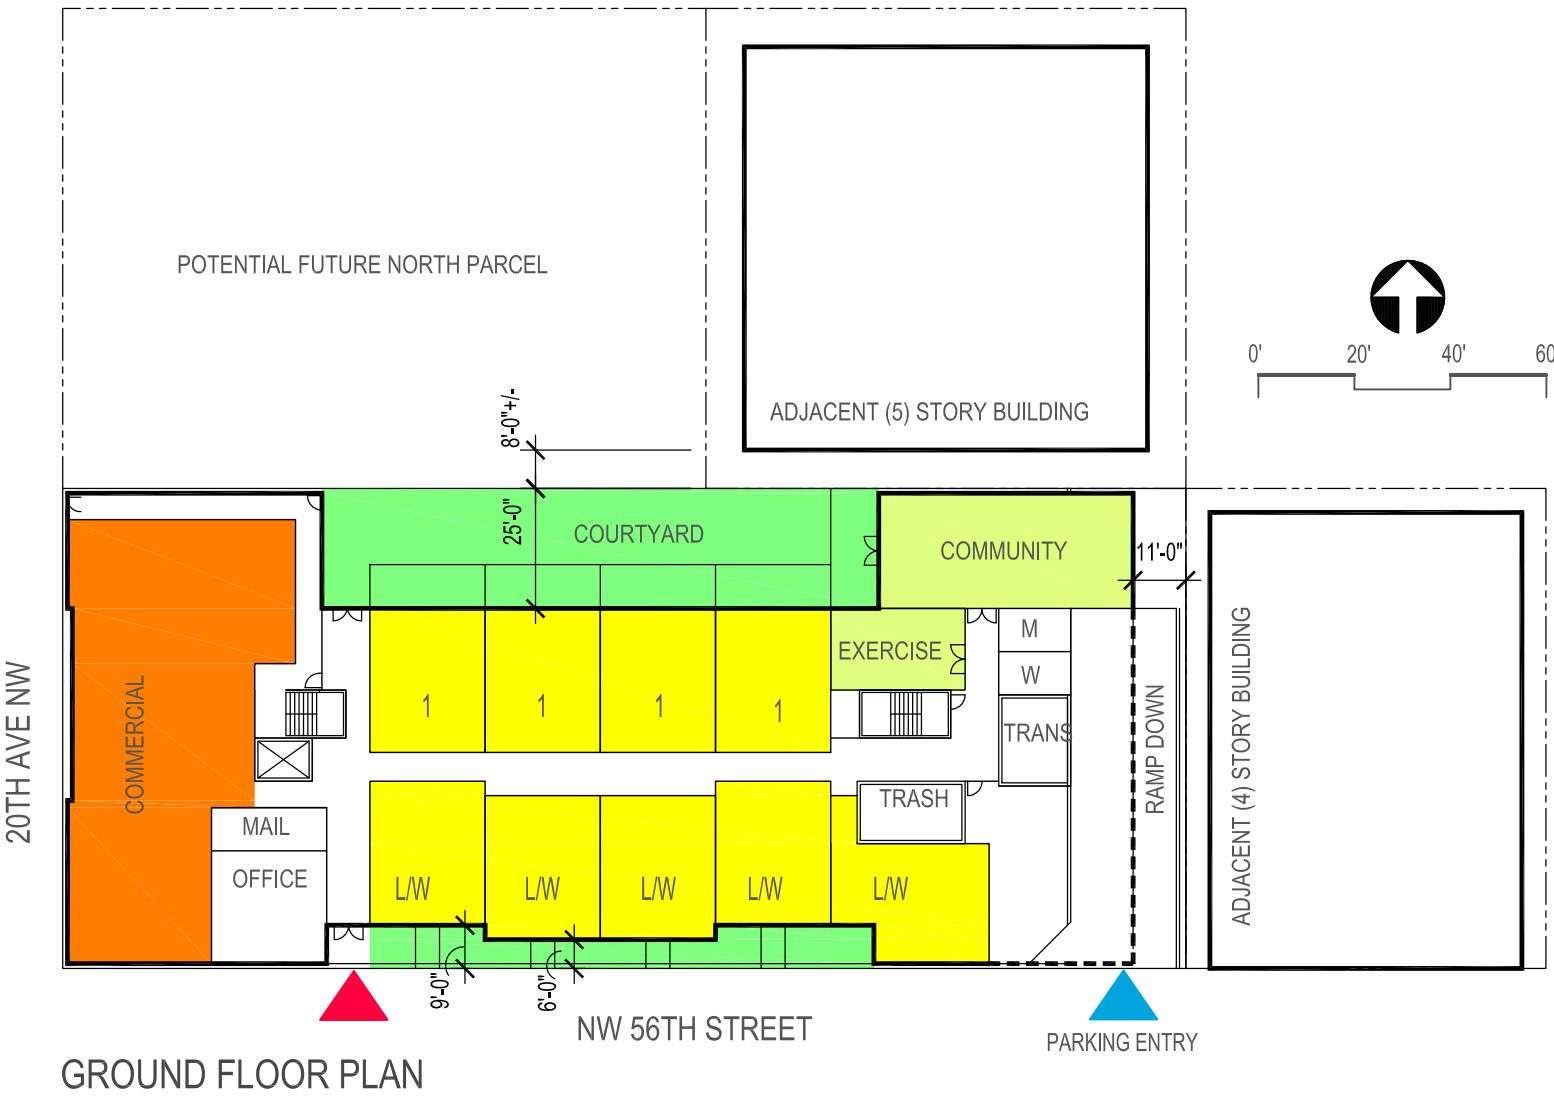 POTENTIAL FUTURE NORTH PARCEL
ADJACENT (5) STORY BUILDING
0' 20' 40' 60
8'-0"+/-
25'-0"
COURTYARD
COMMUNITY
11'-0"
EXERCISE
M
W
TRANS
RAMP DOWN
ADJACENT (4) STORY BUILDING
20TH AVE NW
COMMERCIAL
1 1 1 1
TRASH
MAIL
OFFICE
L/W L/W L/W L/W L/W
9'-0"
6'-0"
NW 56TH STREET
PARKING ENTRY
GROUND FLOOR PLAN